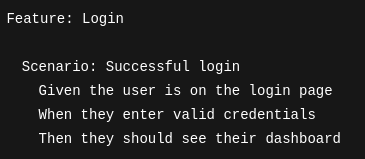 Feature: Login
Scenario: Successful login
Given the user is on the login page
When they enter valid credentials
Then they should see their dashboard